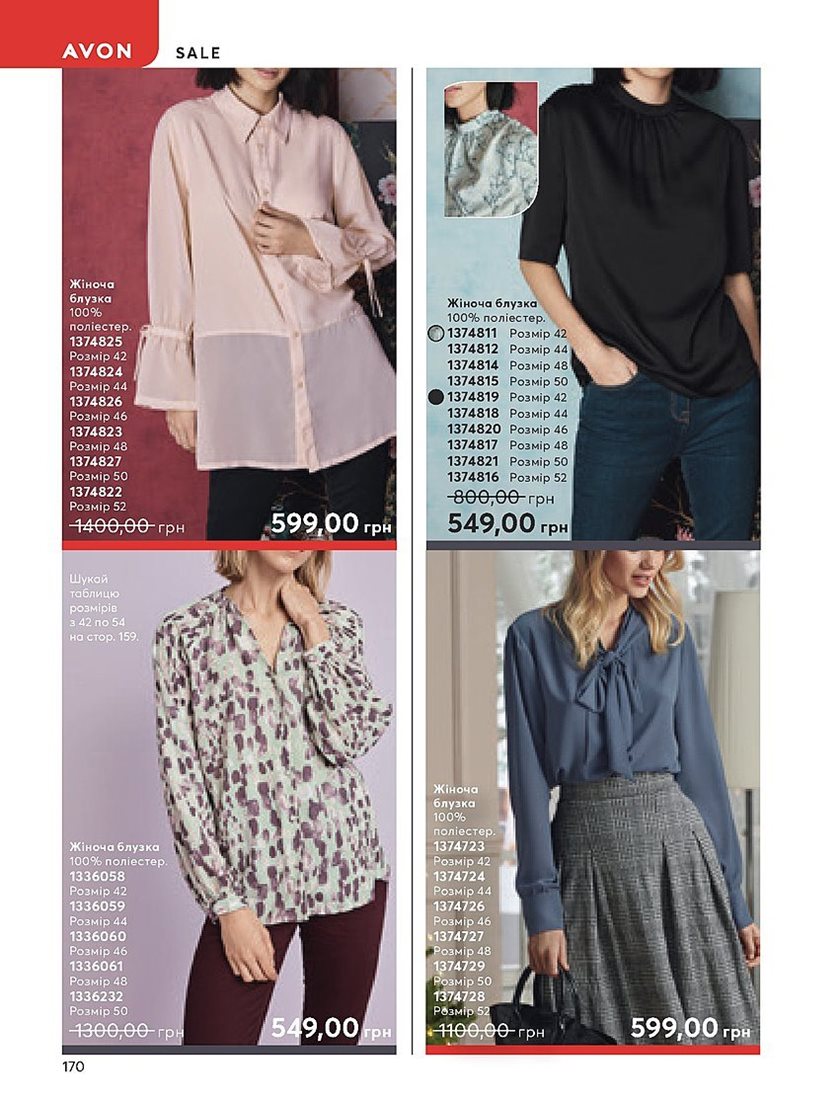 AVON
SALE
Жіноча
блузка
100%
поліестер.
1374825
Розмір 42
1374824
Розмір 44
1374826
Розмір 46
1374823
Розмір 48
1374827
Розмір 50
1374822
Розмір 52
1400,00 грн
599,00 грн
Жіноча блузка
100% поліестер.
1374811 Розмір 42
1374812 Розмір 44
1374814 Розмір 48
1374815 Розмір 50
1374819 Розмір 42
1374818 Розмір 44
1374820 Розмір 46
1374817 Розмір 48
1374821 Розмір 50
1374816 Розмір 52
800,00 грн
549,00 грн
Шукай
таблицю
розмірів
з 42 по 54
на стор. 159.
Жіноча блузка
100% поліестер.
1336058
Розмір 42
1336059
Розмір 44
1336060
Розмір 46
1336061
Розмір 48
1336232
Розмір 50
1300,00 грн
549,00 грн
Жіноча
блузка
100%
поліестер.
1374723
Розмір 42
1374724
Розмір 44
1374726
Розмір 46
1374727
Розмір 48
1374729
Розмір 50
1374728
Розмір 52
1100,00 грн
599,00 грн
170